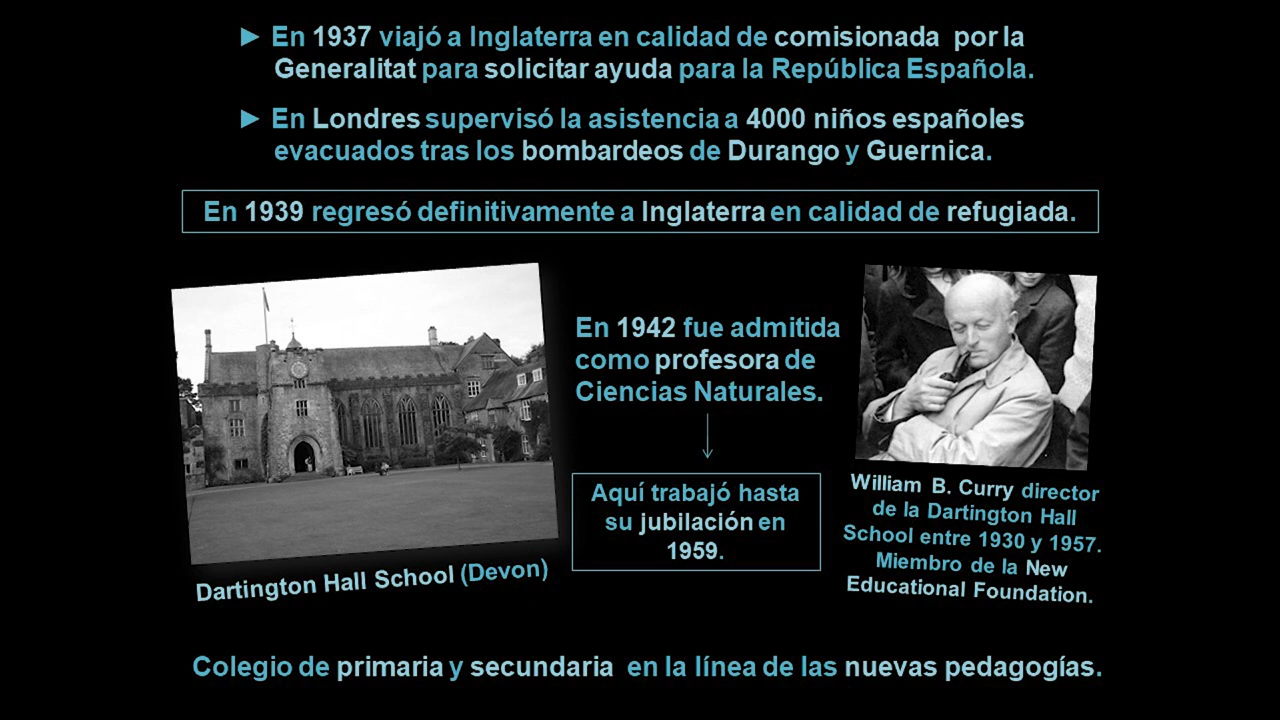 ► En 1937 viajó a Inglaterra en calidad de comisionada por la
Generalitat para solicitar ayuda para la República Española.
► En Londres supervisó la asistencia a 4000 niños españoles
evacuados tras los bombardeos de Durango y Guernica.
En 1939 regresó definitivamente a Inglaterra en calidad de refugiada.
En 1942 fue admitida
como profesora de
Ciencias Naturales.
Aquí trabajó hasta
su jubilación en
1959.
William B. Curry director
de la Dartington Hall
School entre 1930 y 1957.
Miembro de la New
Educational Foundation.
Dartington Hall School (Devon)
Colegio de primaria y secundaria en la línea de las nuevas pedagogías.